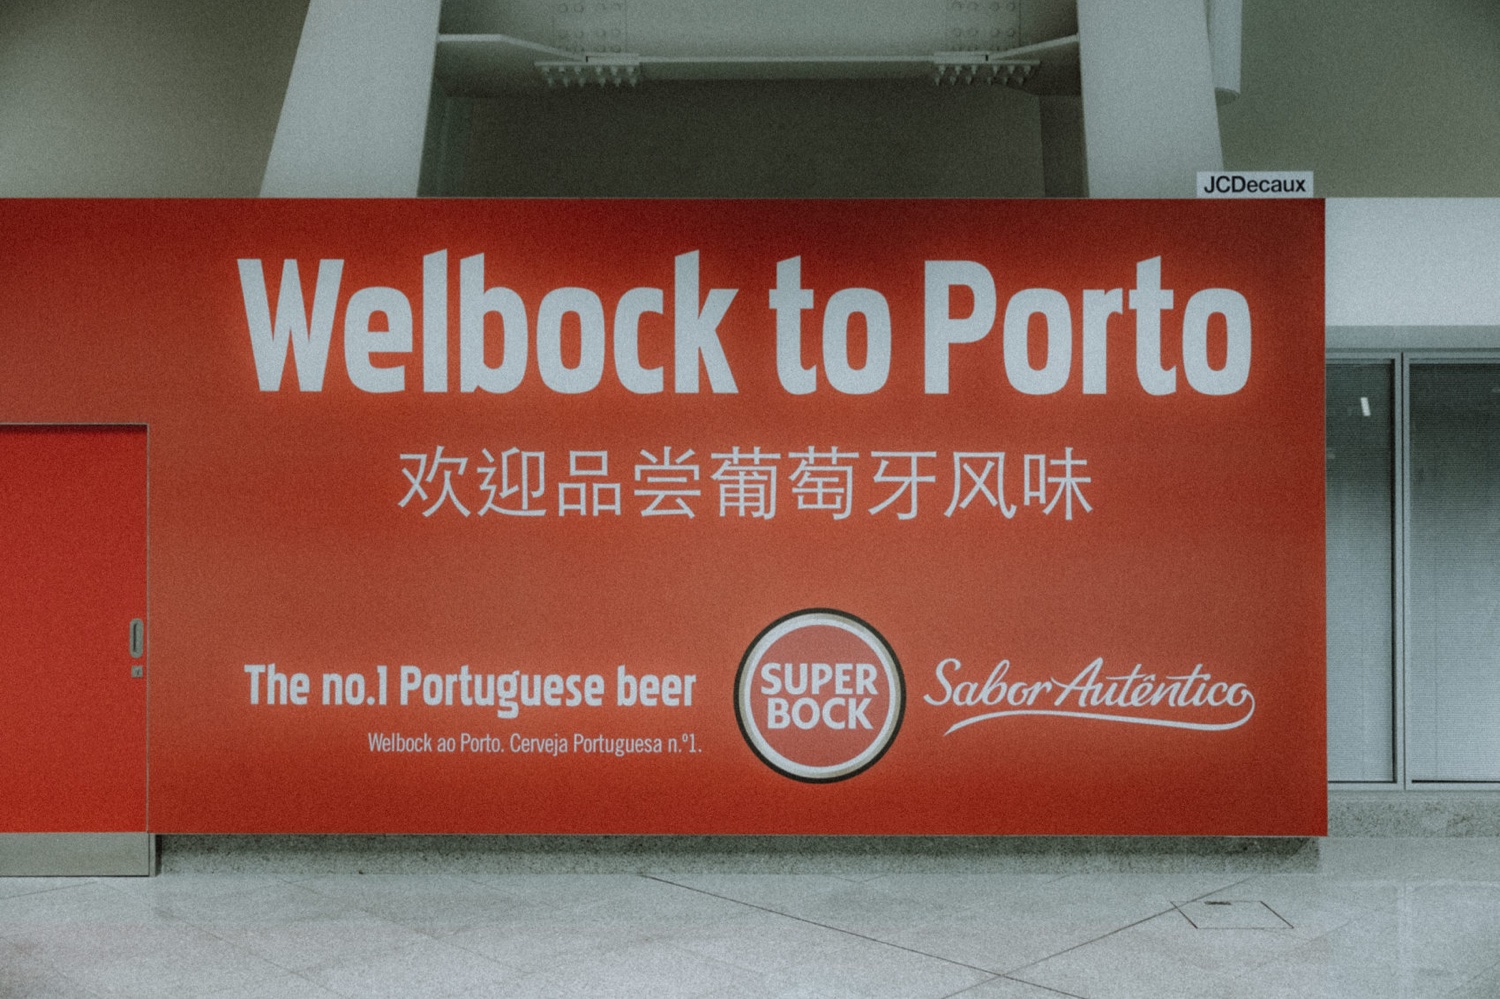 JCDecaux
Welbock to Porto
欢迎品尝葡萄牙风味
The no.1 Portuguese beer
Welbock ao Porto. Cerveja Portuguesa n.º1.
SUPER
BOCK
Sabor Autêntico